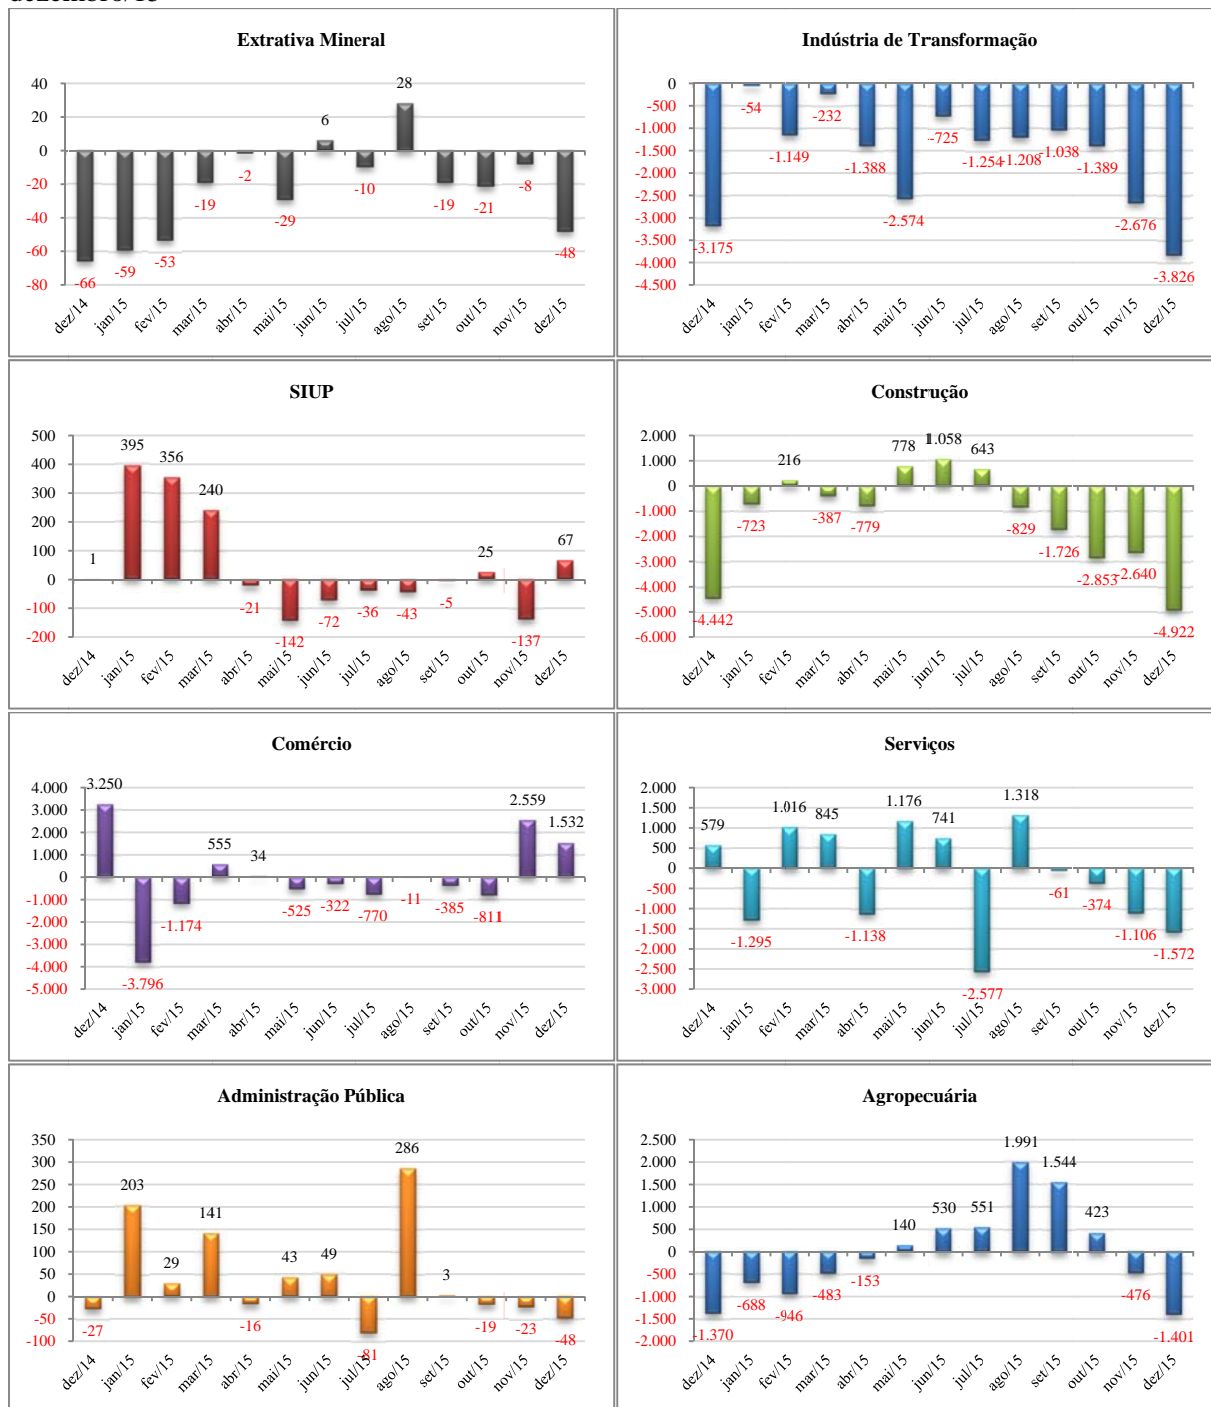 dezembro/15
Extrativa Mineral
40
20
0
-20
-40
-60
-80
-66
-59
-53
-19
-2
-29
6
-10
28
-19
-21
-8
-48
dez/14
jan/15
fev/15
mar/15
abr/15
mai/15
jun/15
jul/15
ago/15
set/15
out/15
nov/15
dez/15
Indústria de Transformação
0
-500
-1.000
-1.500
-2.000
-2.500
-3.000
-3.500
-4.000
-4.500
-3.175
-54
-1.149
-232
-1.388
-2.574
-725
-1.254
-1.208
-1.038
-1.389
-2.676
-3.826
dez/14
jan/15
fev/15
mar/15
abr/15
mai/15
jun/15
jul/15
ago/15
set/15
out/15
nov/15
dez/15
SIUP
500
400
300
200
100
0
-100
-200
1
395
356
240
-21
-142
-72
-36
-43
-5
25
-137
67
dez/14
jan/15
fev/15
mar/15
abr/15
mai/15
jun/15
jul/15
ago/15
set/15
out/15
nov/15
dez/15
Construção
2.000
1.000
0
-1.000
-2.000
-3.000
-4.000
-5.000
-6.000
-4.442
-723
216
-387
-779
778
1.058
643
-829
-1.726
-2.853
-2.640
-4.922
dez/14
jan/15
fev/15
mar/15
abr/15
mai/15
jun/15
jul/15
ago/15
set/15
out/15
nov/15
dez/15
Comércio
4.000
3.000
2.000
1.000
0
-1.000
-2.000
-3.000
-4.000
-5.000
3.250
-3.796
-1.174
555
34
-525
-322
-770
-11
-385
-811
2.559
1.532
dez/14
jan/15
fev/15
mar/15
abr/15
mai/15
jun/15
jul/15
ago/15
set/15
out/15
nov/15
dez/15
Serviços
2.000
1.500
1.000
500
0
-500
-1.000
-1.500
-2.000
-2.500
-3.000
579
-1.295
1.016
845
-1.138
1.176
741
-2.577
1.318
-61
-374
-1.106
-1.572
dez/14
jan/15
fev/15
mar/15
abr/15
mai/15
jun/15
jul/15
ago/15
set/15
out/15
nov/15
dez/15
Administração Pública
350
300
250
200
150
100
50
0
-50
-100
-27
203
29
141
-16
43
49
-81
286
3
-19
-23
-48
dez/14
jan/15
fev/15
mar/15
abr/15
mai/15
jun/15
jul/15
ago/15
set/15
out/15
nov/15
dez/15
Agropecuária
2.500
2.000
1.500
1.000
500
0
-500
-1.000
-1.500
-2.000
-1.370
-688
-946
-483
-153
140
530
551
1.991
1.544
423
-476
-1.401
dez/14
jan/15
fev/15
mar/15
abr/15
mai/15
jun/15
jul/15
ago/15
set/15
out/15
nov/15
dez/15